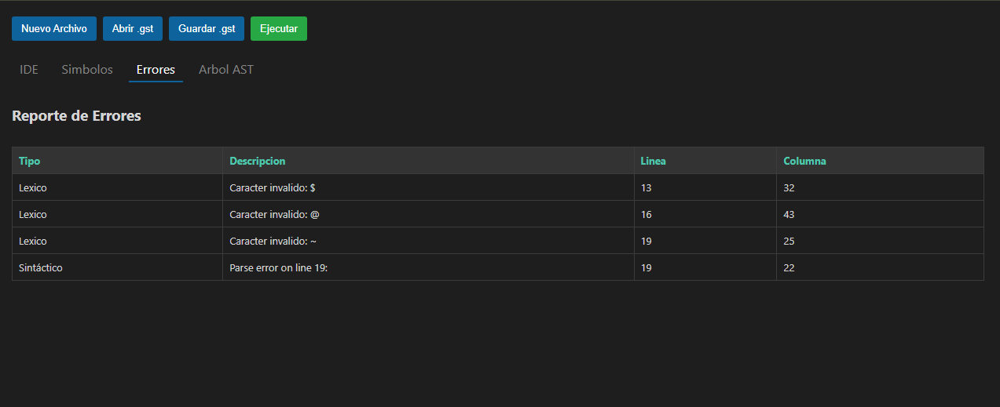 Nuevo Archivo Abrir .gst Guardar .gst Ejecutar
IDE Simbolos Errores Arbol AST
Reporte de Errores
Tipo Descripcion Linea Columna
Lexico Caracter invalido: $ 13 32
Lexico Caracter invalido: @ 16 43
Lexico Caracter invalido: ~ 19 25
Sintáctico Parse error on line 19: 19 22